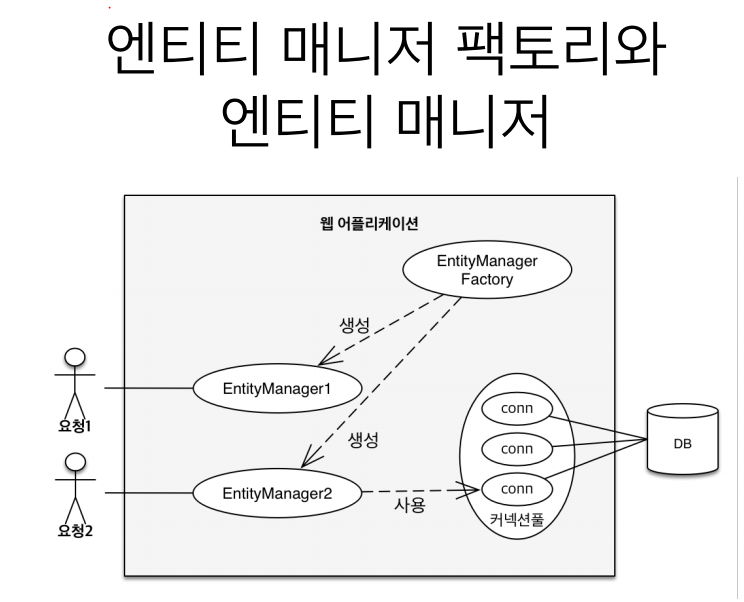 엔티티 매니저 팩토리와
엔티티 매니저
웹 어플리케이션
EntityManager
Factory
생성
EntityManager1
요청1
생성
conn
conn
conn
커넥션풀
DB
EntityManager2
사용
요청2